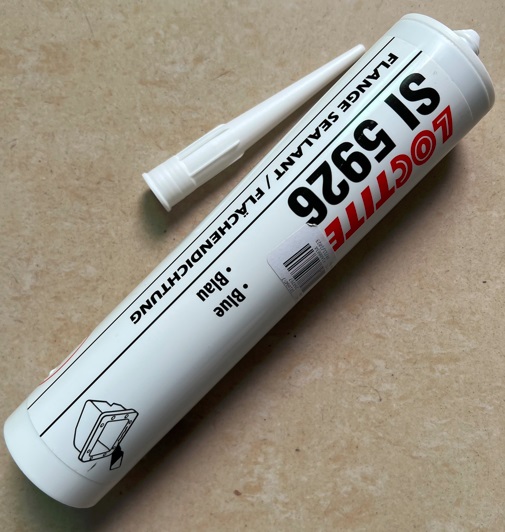 LOCTITE
SI 5926
FLANGE SEALANT / FLÄCHENDICHTUNG
• Blue
• Blau